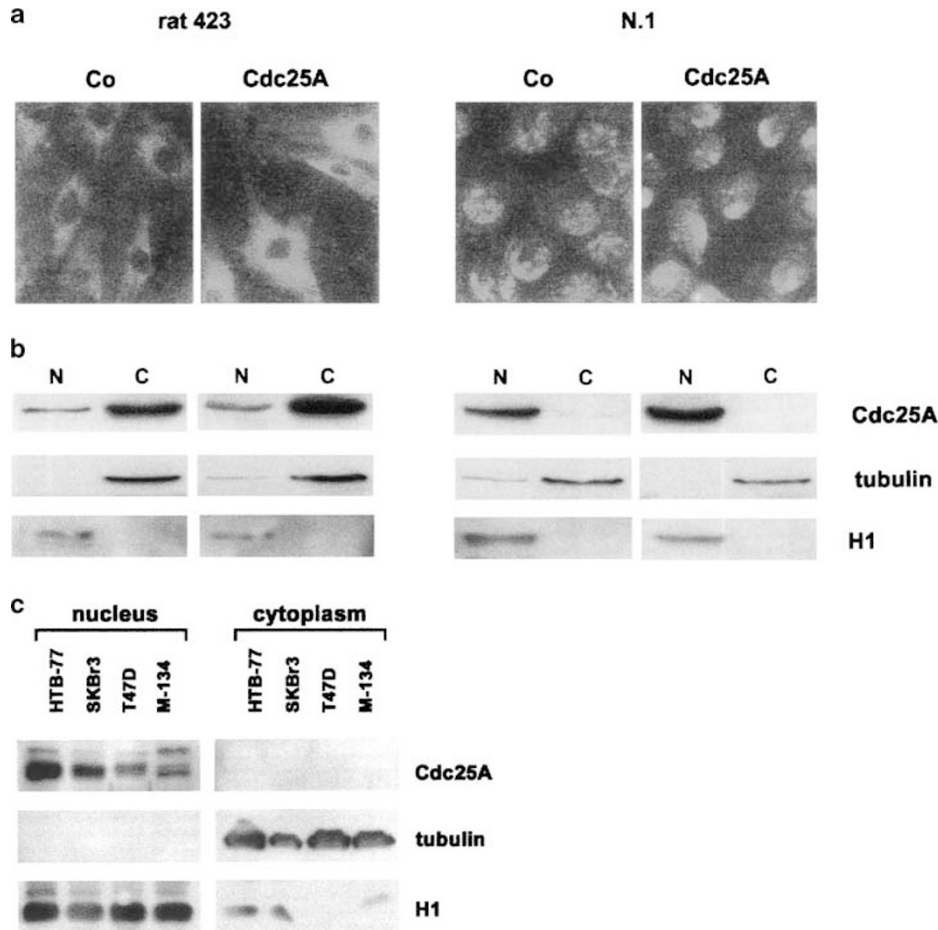 a
rat 423
N.1
Co
Cdc25A
Co
Cdc25A
b
N
C
N
C
N
C
N
C
Cdc25A
tubulin
H1
c
nucleus
cytoplasm
HTB-77
SKBr3
T47D
M-134
HTB-77
SKBr3
T47D
M-134
Cdc25A
tubulin
H1